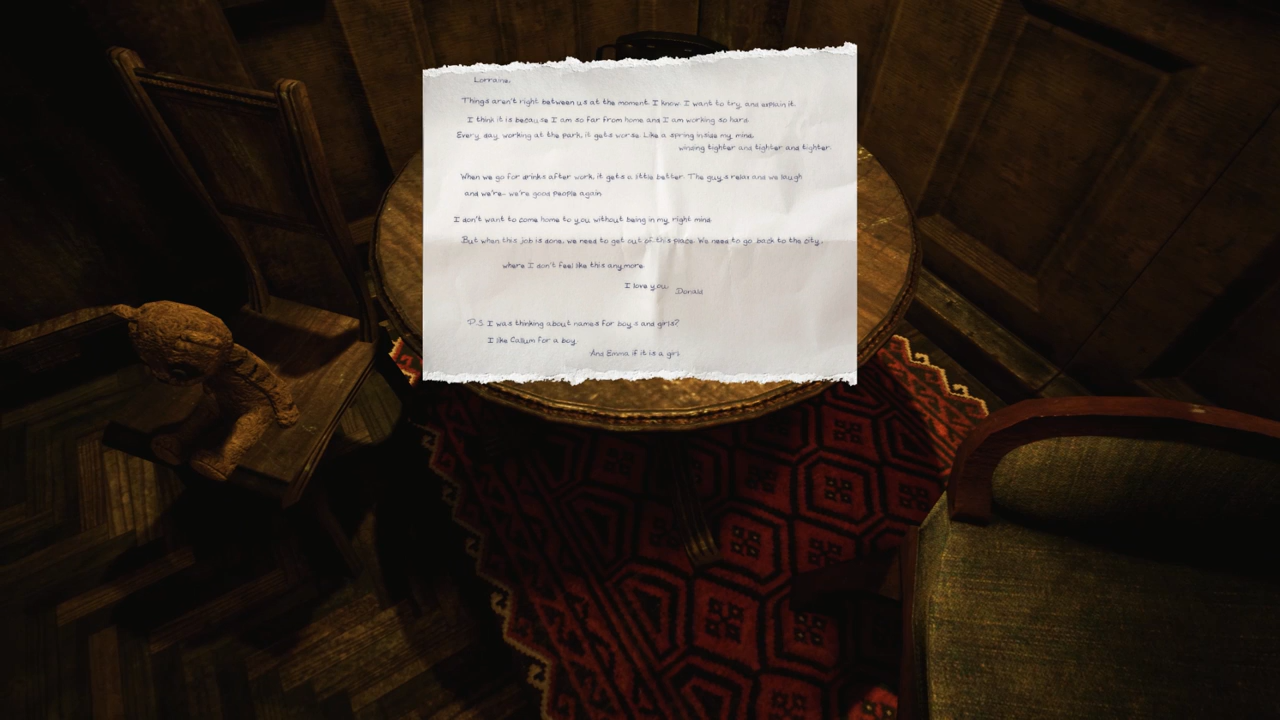 Lorraine,
Things aren't right between us at the moment. I know. I want to try and explain it.
I think it is because I am so far from home and I am working so hard.
Every day, working at the park, it gets worse. Like a spring inside my mind.
winding tighter and tighter and tighter.
When we go for drinks after work, it gets a little better. The guys relax and we laugh
and we're- we're good people again
I don't want to come home to you without being in my right mind.
But when this job is done, we need to get out of this place. We need to go back to the city,
where I don't feel like this anymore.
I love you. Donald
P.S. I was thinking about names for boys and girls?
I like Callum for a boy.
And Emma if it is a girl.